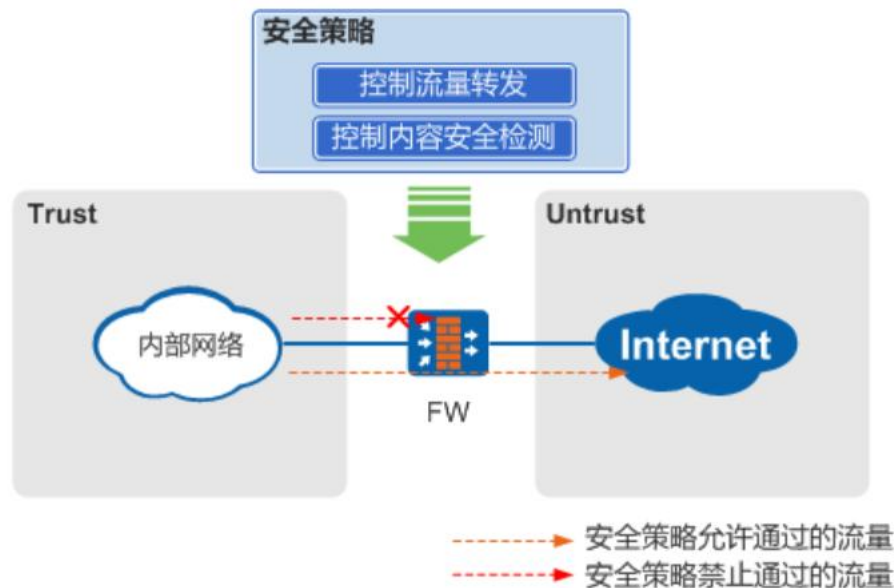 安全策略
控制流量转发
控制内容安全检测
Trust
Untrust
内部网络
Internet
FW
安全策略允许通过的流量
安全策略禁止通过的流量